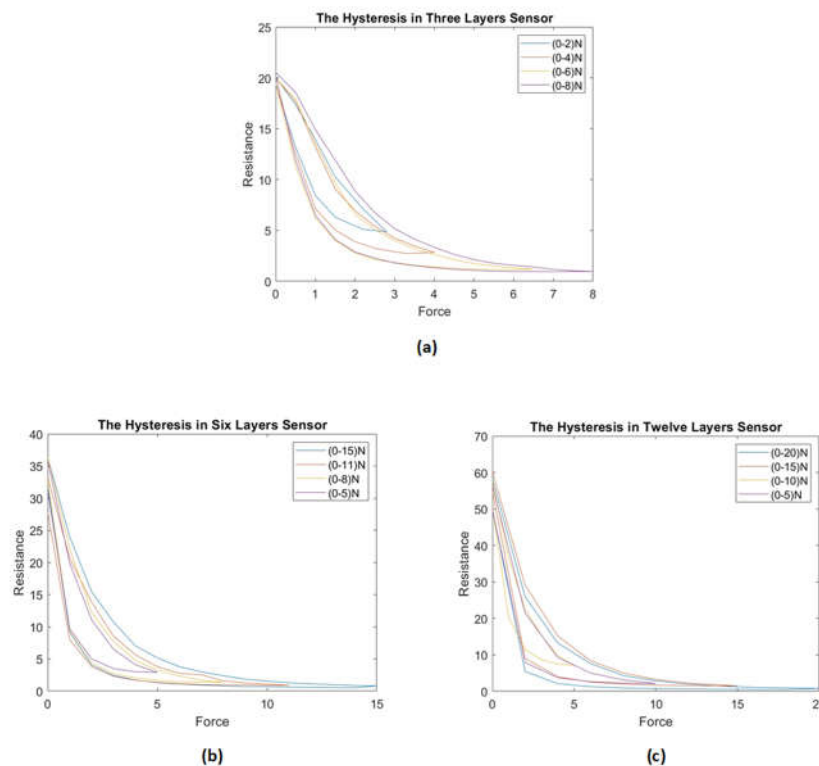 The Hysteresis in Three Layers Sensor
(0-2)N
(0-4)N
(0-6)N
(0-8)N
25
20
15
10
5
0
Resistance
0 1 2 3 4 5 6 7 8
Force
(a)
The Hysteresis in Six Layers Sensor
(0-15)N
(0-11)N
(0-8)N
(0-5)N
40
35
30
25
20
15
10
5
0
Resistance
0 5 10 15
Force
(b)
The Hysteresis in Twelve Layers Sensor
(0-20)N
(0-15)N
(0-10)N
(0-5)N
70
60
50
40
30
20
10
0
Resistance
0 5 10 15 20
Force
(c)